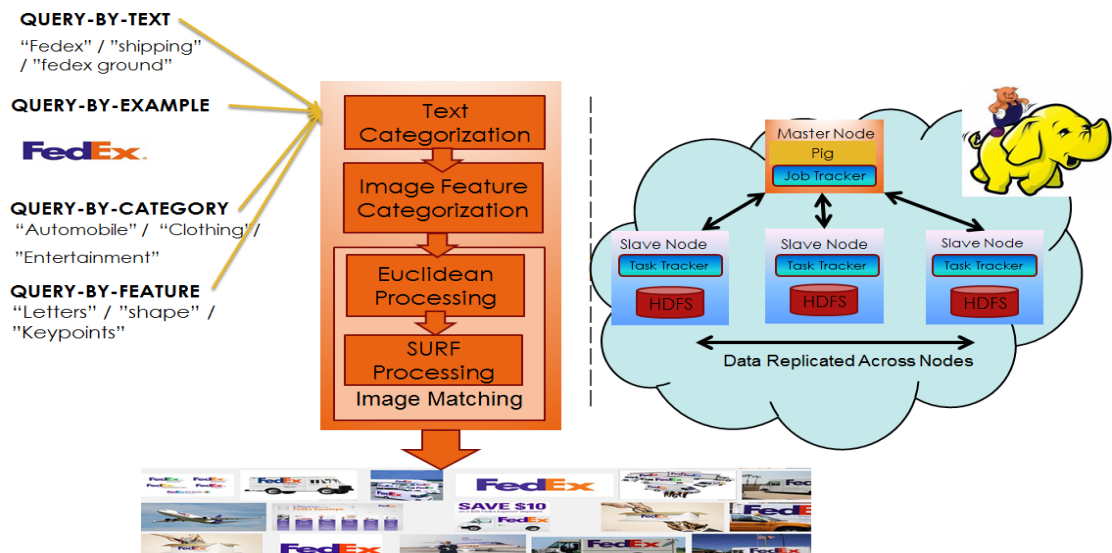 QUERY-BY-TEXT
“Fedex” / ”shipping”
/ ”fedex ground”
QUERY-BY-EXAMPLE
FedEx.
QUERY-BY-CATEGORY
“Automobile” / “Clothing”/
”Entertainment”
QUERY-BY-FEATURE
“Letters” / ”shape” /
”Keypoints”
Text
Categorization
Image Feature
Categorization
Euclidean
Processing
SURF
Processing
Image Matching
Master Node
Pig
Job Tracker
Slave Node
Task Tracker
HDFS
Slave Node
Task Tracker
HDFS
Slave Node
Task Tracker
HDFS
Data Replicated Across Nodes
FedEx
FedEx
FedEx
SAVE $10
FedEx
FedEx
FedEx